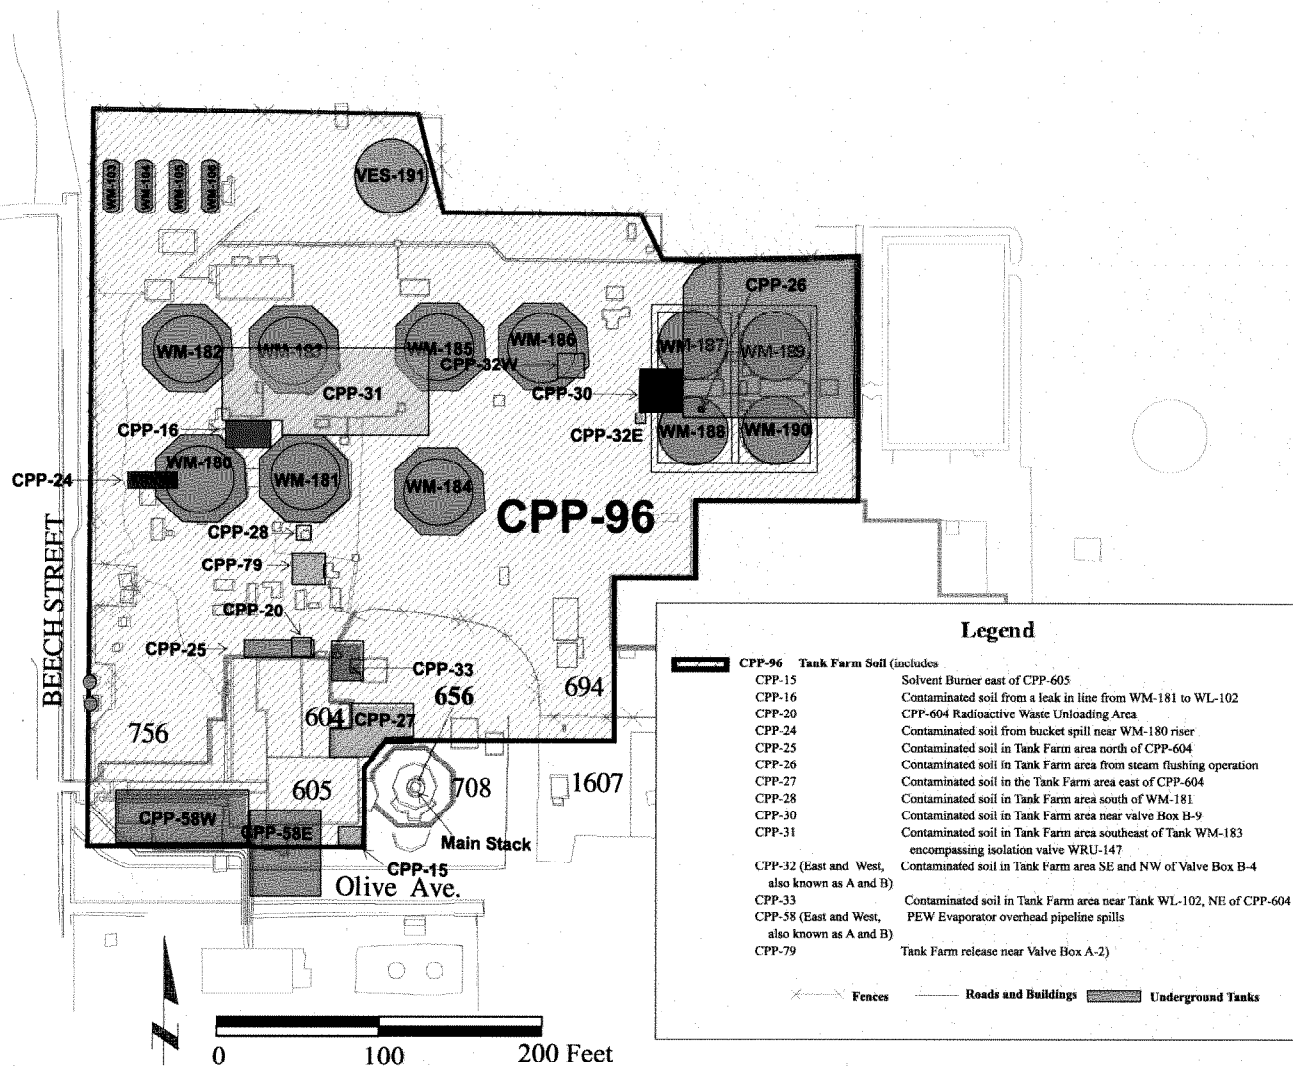 VES-191
WM-103
WM-104
WM-105
WM-106
CPP-26
WM-182
WM-183
WM-185
WM-186
WM-187
WM-189
CPP-32W
CPP-31
CPP-30
CPP-16
CPP-32E
WM-188
WM-190
WM-180
CPP-24
WM-181
WM-184
CPP-96
CPP-28
CPP-79
BEECH STREET
CPP-20
CPP-25
CPP-33
656
694
604
CPP-27
756
605
708
1607
CPP-58W
CPP-58E
Main Stack
CPP-15
Olive Ave.
Legend
CPP-96 Tank Farm Soil (includes
CPP-15 Solvent Burner east of CPP-605
CPP-16 Contaminated soil from a leak in line from WM-181 to WL-102
CPP-20 CPP-604 Radioactive Waste Unloading Area
CPP-24 Contaminated soil from bucket spill near WM-180 riser
CPP-25 Contaminated soil in Tank Farm area north of CPP-604
CPP-26 Contaminated soil in Tank Farm area from steam flushing operation
CPP-27 Contaminated soil in the Tank Farm area east of CPP-604
CPP-28 Contaminated soil in Tank Farm area south of WM-181
CPP-30 Contaminated soil in Tank Farm area near valve Box B-9
CPP-31 Contaminated soil in Tank Farm area southeast of Tank WM-183
encompassing isolation valve WRU-147
CPP-32 (East and West, Contaminated soil in Tank Farm area SE and NW of Valve Box B-4
also known as A and B)
CPP-33 Contaminated soil in Tank Farm area near Tank WL-102, NE of CPP-604
CPP-58 (East and West, PEW Evaporator overhead pipeline spills
also known as A and B)
CPP-79 Tank Farm release near Valve Box A-2)
Fences Roads and Buildings Underground Tanks
N
0 100 200 Feet